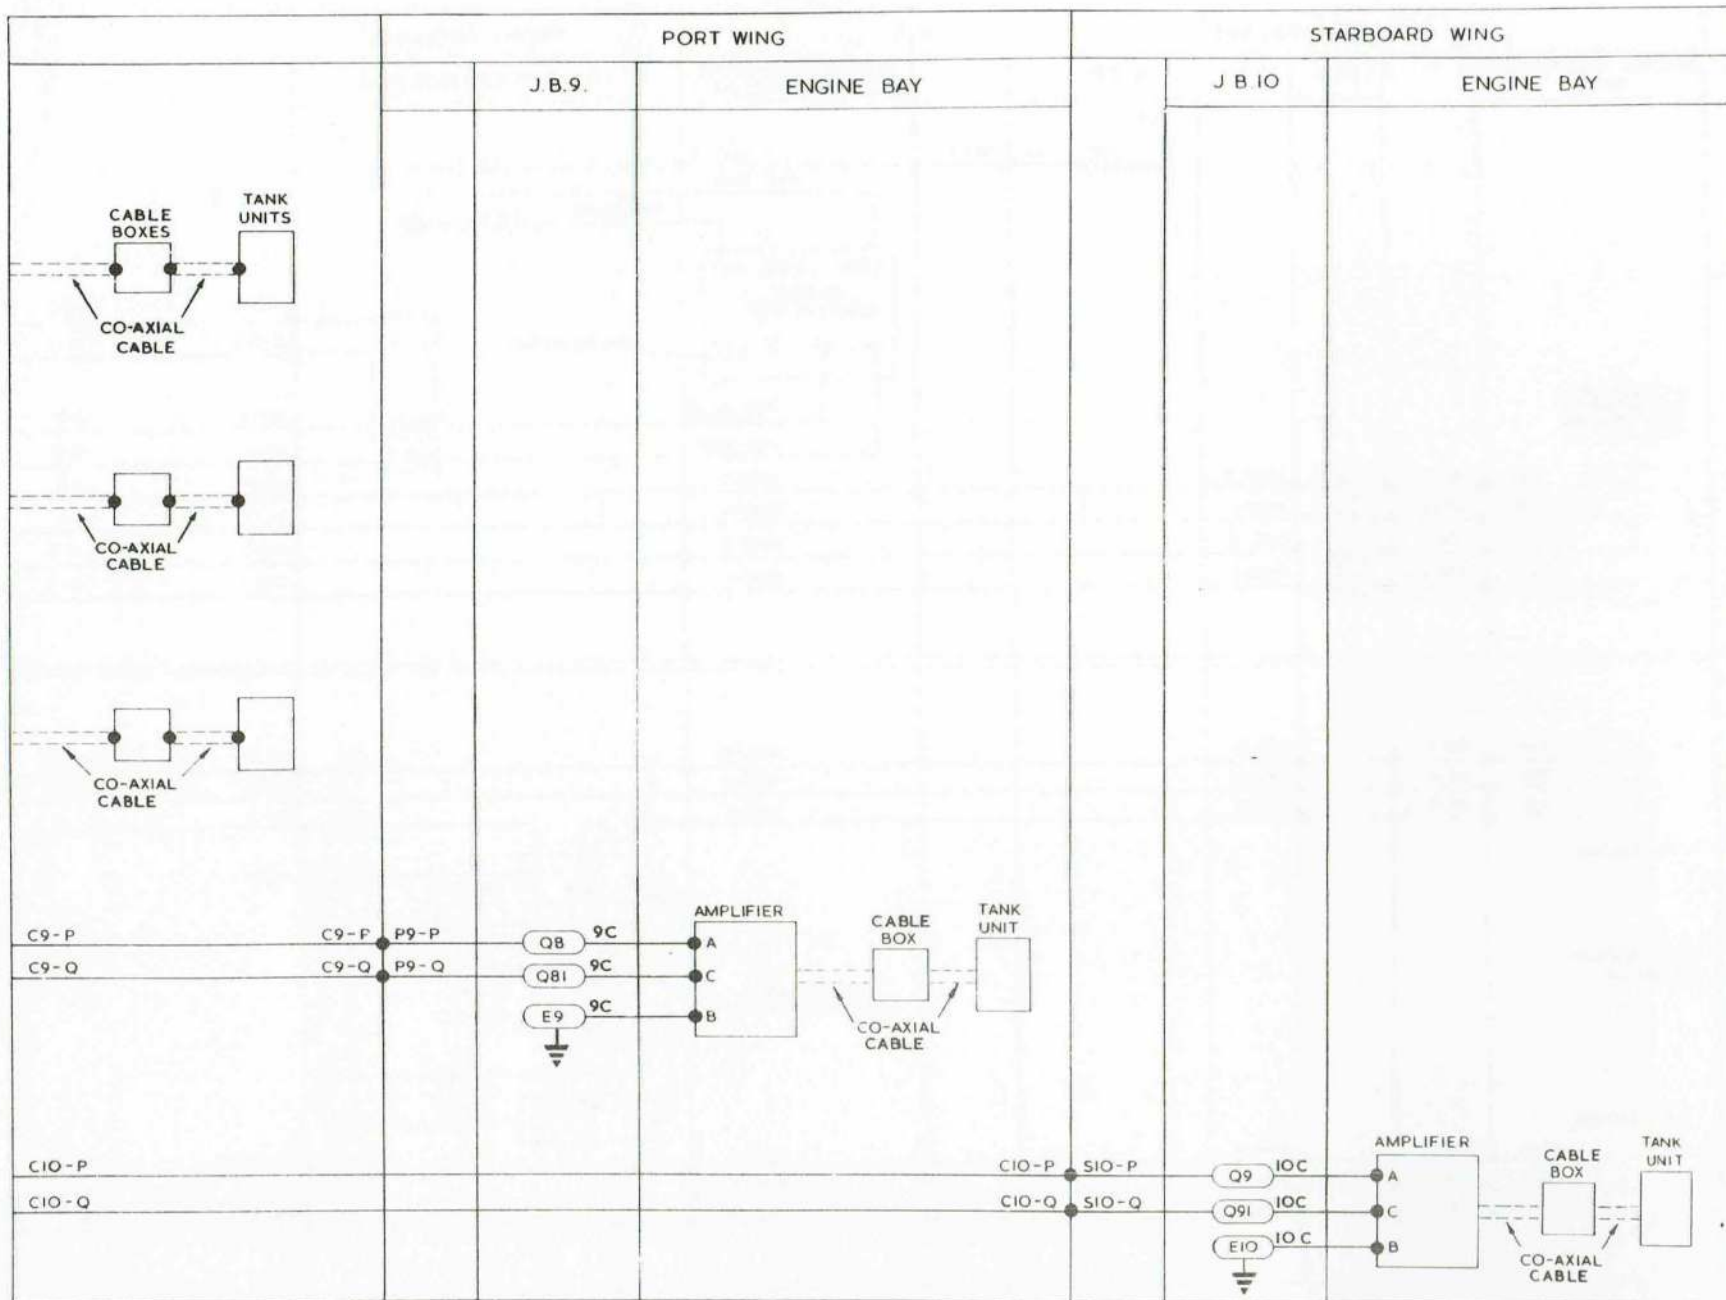 PORT WING
STARBOARD WING
J.B.9.
ENGINE BAY
J B.10
ENGINE BAY
CABLE
BOXES
TANK
UNITS
CO-AXIAL
CABLE
CO-AXIAL
CABLE
CO-AXIAL
CABLE
C9-P
C9-P
P9-P
Q8
9C
C9-Q
C9-Q
P9-Q
Q81
9C
E9
9C
AMPLIFIER
A
C
B
CABLE
BOX
TANK
UNIT
CO-AXIAL
CABLE
C10-P
C10-P
S10-P
Q9
10C
C10-Q
C10-Q
S10-Q
Q91
10C
E10
10C
AMPLIFIER
A
C
B
CABLE
BOX
TANK
UNIT
CO-AXIAL
CABLE